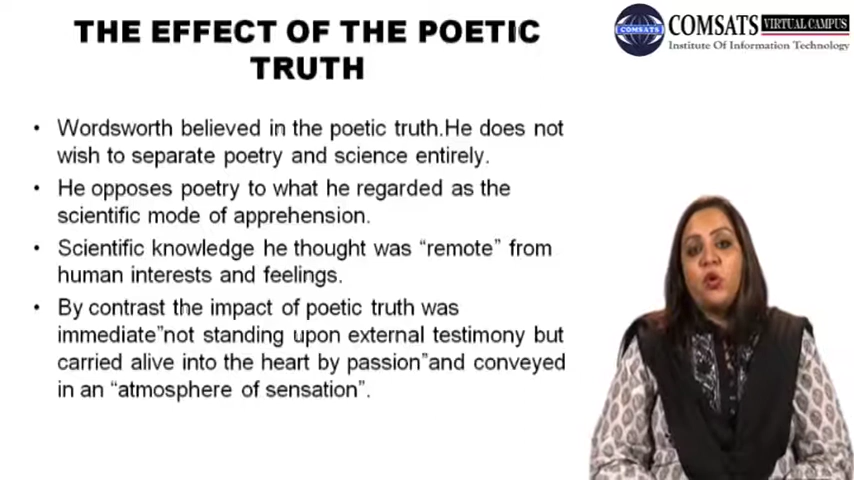 THE EFFECT OF THE POETIC
TRUTH
COMSATS
COMSATS VIRTUAL CAMPUS
Institute Of Information Technology
• Wordsworth believed in the poetic truth.He does not
wish to separate poetry and science entirely.
• He opposes poetry to what he regarded as the
scientific mode of apprehension.
• Scientific knowledge he thought was “remote” from
human interests and feelings.
• By contrast the impact of poetic truth was
immediate”not standing upon external testimony but
carried alive into the heart by passion”and conveyed
in an “atmosphere of sensation”.